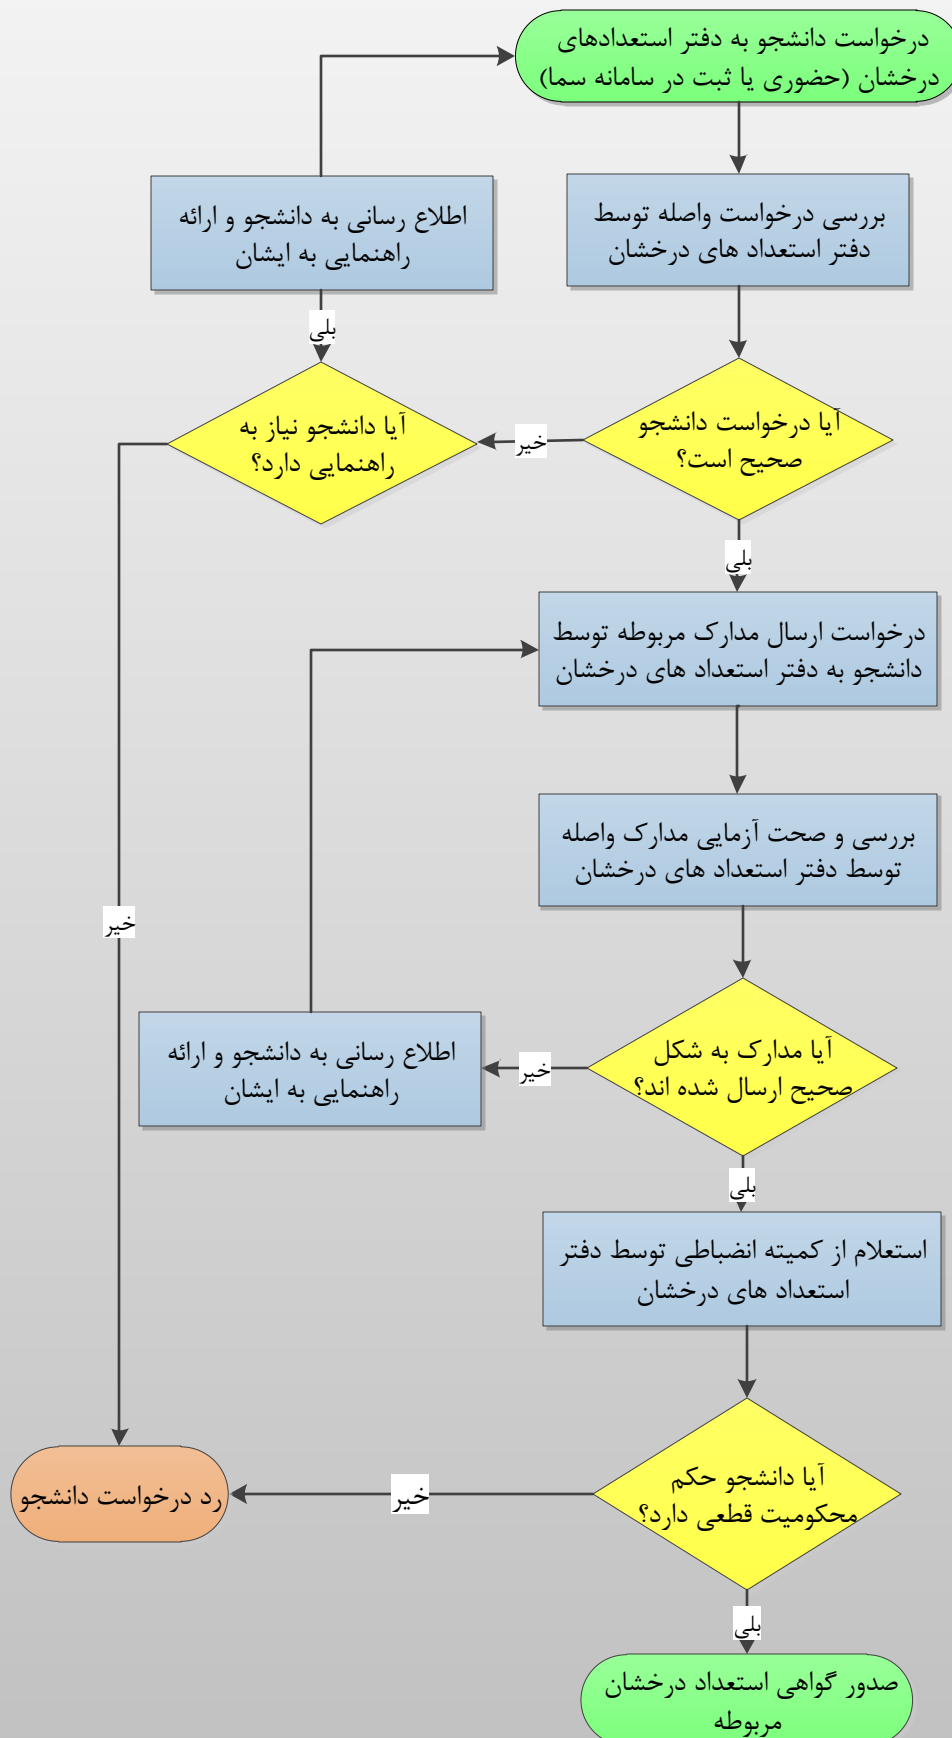 درخواست دانشجو به دفتر استعدادهای
درخشان (حضوری یا ثبت در سامانه سما)
بررسی درخواست واصله توسط
دفتر استعداد های درخشان
اطلاع رسانی به دانشجو و ارائه
راهنمایی به ایشان
بلی
آیا درخواست دانشجو
صحیح است؟
خیر
آیا دانشجو نیاز به
راهنمایی دارد؟
بلی
درخواست ارسال مدارک مربوطه توسط
دانشجو به دفتر استعداد های درخشان
بررسی و صحت آزمایی مدارک واصله
توسط دفتر استعداد های درخشان
خیر
آیا مدارک به شکل
صحیح ارسال شده اند؟
خیر
اطلاع رسانی به دانشجو و ارائه
راهنمایی به ایشان
بلی
استعلام از کمیته انضباطی توسط دفتر
استعداد های درخشان
آیا دانشجو حکم
محکومیت قطعی دارد؟
خیر
رد درخواست دانشجو
بلی
صدور گواهی استعداد درخشان
مربوطه